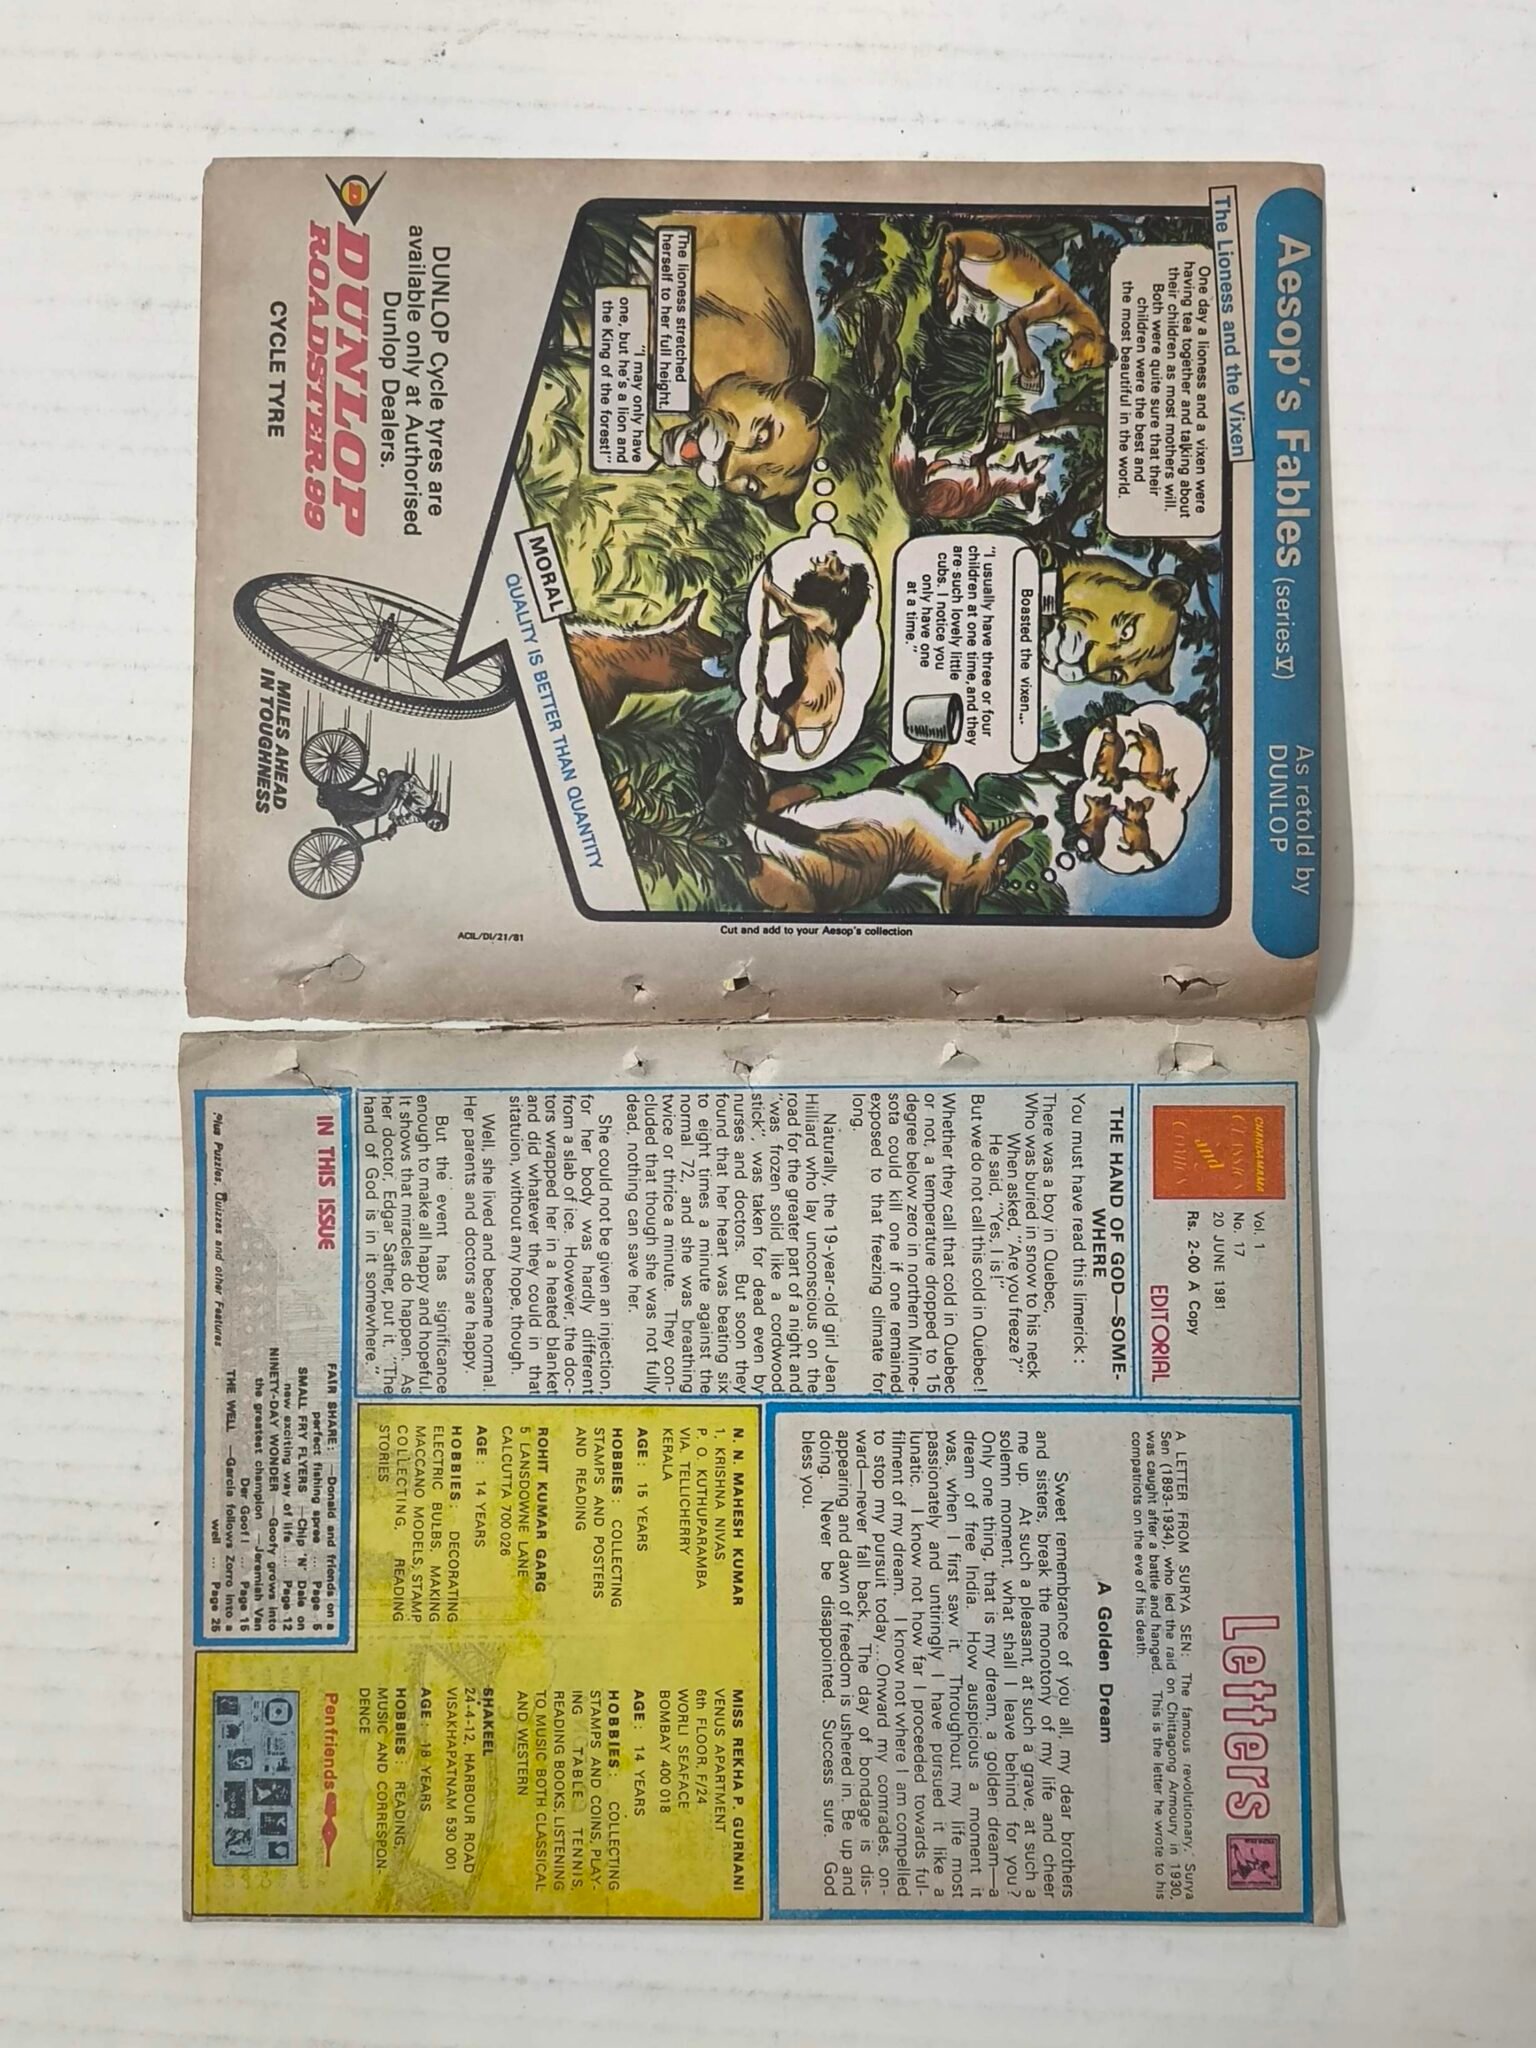 Aesop's Fables (series V)
As retold by
DUNLOP
The Lioness and the Vixen
One day a lioness and a vixen were
having tea together and talking about
their children as most mothers will.
Both were quite sure that their
children were the best and
the most beautiful in the world.
Boasted the vixen...
"I usually have three or four
children at one time, and they
are such lovely little
cubs. I notice you
only have one
at a time."
The lioness stretched
herself to her full height.
"I may only have
one, but he's a lion and
the King of the forest!"
MORAL
QUALITY IS BETTER THAN QUANTITY
Cut and add to your Aesop's collection
DUNLOP Cycle tyres are
available only at Authorised
Dunlop Dealers.
D
DUNLOP
ROADSTER 88
CYCLE TYRE
MILES AHEAD
IN TOUGHNESS
ACIL/DI/21/81
CHANDAMAMA
CLASSICS
and
COMICS
Vol. 1
No. 17
20 JUNE 1981
Rs. 2-00 A Copy
EDITORIAL
THE HAND OF GOD—SOME-
WHERE
You must have read this limerick :
There was a boy in Quebec,
Who was buried in snow to his neck
When asked, "Are you freeze?"
He said, "Yes, I is!"
But we do not call this cold in Quebec!
Whether they call that cold in Quebec
or not, a temperature dropped to 15
degree below zero in northern Minne-
sota could kill one if one remained
exposed to that freezing climate for
long.
Naturally, the 19-year-old girl Jean
Hilliard who lay unconscious on the
road for the greater part of a night and
"was frozen solid like a cordwood
stick", was taken for dead even by
nurses and doctors. But soon they
found that her heart was beating six
to eight times a minute against the
normal 72, and she was breathing
twice or thrice a minute. They con-
cluded that though she was not fully
dead, nothing can save her.
She could not be given an injection,
for her body was hardly different
from a slab of ice. However, the doc-
tors wrapped her in a heated blanket
and did whatever they could in that
situtuion, without any hope, though.
Well, she lived and became normal.
Her parents and doctors are happy.
But the event has significance
enough to make all happy and hopeful.
It shows that miracles do happen. As
her doctor, Edgar Sather, put it, "The
hand of God is in it somewhere."
IN THIS ISSUE
FAIR SHARE: —Donald and friends on a
perfect fishing spree ... Page 5
SMALL FRY FLYERS —Chip 'N' Dale on
new exciting way of life ... Page 12
NINETY-DAY WONDER —Goofy grows into
the greatest champion —Jeremiah Van
Der Goof! ... Page 15
THE WELL —Garcia follows Zorro into a
well ... Page 25
Plus Puzzles, Quizzes and other Features
Letters
A LETTER FROM SURYA SEN: The famous revolutionary, Surya
Sen (1893-1934), who led the raid on Chittagong Armoury in 1930,
was caught after a battle and hanged. This is the letter he wrote to his
compatriots on the eve of his death.
A Golden Dream
Sweet remembrance of you all, my dear brothers
and sisters, break the monotony of my life and cheer
me up. At such a pleasant, at such a grave, at such a
solemn moment, what shall I leave behind for you?
Only one thing, that is my dream, a golden dream—a
dream of free India. How auspicious a moment it
was, when I first saw it. Throughout my life most
passionately and untiringly I have pursued it like a
lunatic. I know not how far I proceeded towards ful-
filment of my dream. I know not where I am compelled
to stop my pursuit today... Onward my comrades, on-
ward—never fall back. The day of bondage is dis-
appearing and dawn of freedom is ushered in. Be up and
doing. Never be disappointed. Success sure. God
bless you.
N. N. MAHESH KUMAR
1, KRISHNA NIVAS
P. O. KUTHUPARAMBA
VIA. TELLICHERRY
KERALA
AGE : 15 YEARS
HOBBIES : COLLECTING
STAMPS AND POSTERS
AND READING
ROHIT KUMAR GARG
5 LANSDOWNE LANE
CALCUTTA 700 026
AGE : 14 YEARS
HOBBIES : DECORATING
ELECTRIC BULBS, MAKING
MACCANO MODELS, STAMP
COLLECTING, READING
STORIES
MISS REKHA P. GURNANI
VENUS APARTMENT
6th FLOOR, F/24
WORLI SEAFACE
BOMBAY 400 018
AGE : 14 YEARS
HOBBIES : COLLECTING
STAMPS AND COINS, PLAY-
ING TABLE TENNIS,
READING BOOKS, LISTENING
TO MUSIC BOTH CLASSICAL
AND WESTERN
SHAKEEL
24-4-12, HARBOUR ROAD
VISAKHAPATNAM 530 001
AGE : 18 YEARS
HOBBIES : READING,
MUSIC AND CORRESPON-
DENCE
Penfriends